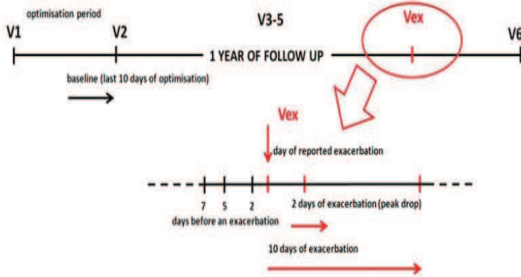 optimisation period
V1
V2
V3-5
Vex
V6
1 YEAR OF FOLLOW UP
baseline (last 10 days of optimisation)
Vex
day of reported exacerbation
7
5
2
days before an exacerbation
2 days of exacerbation (peak drop)
10 days of exacerbation